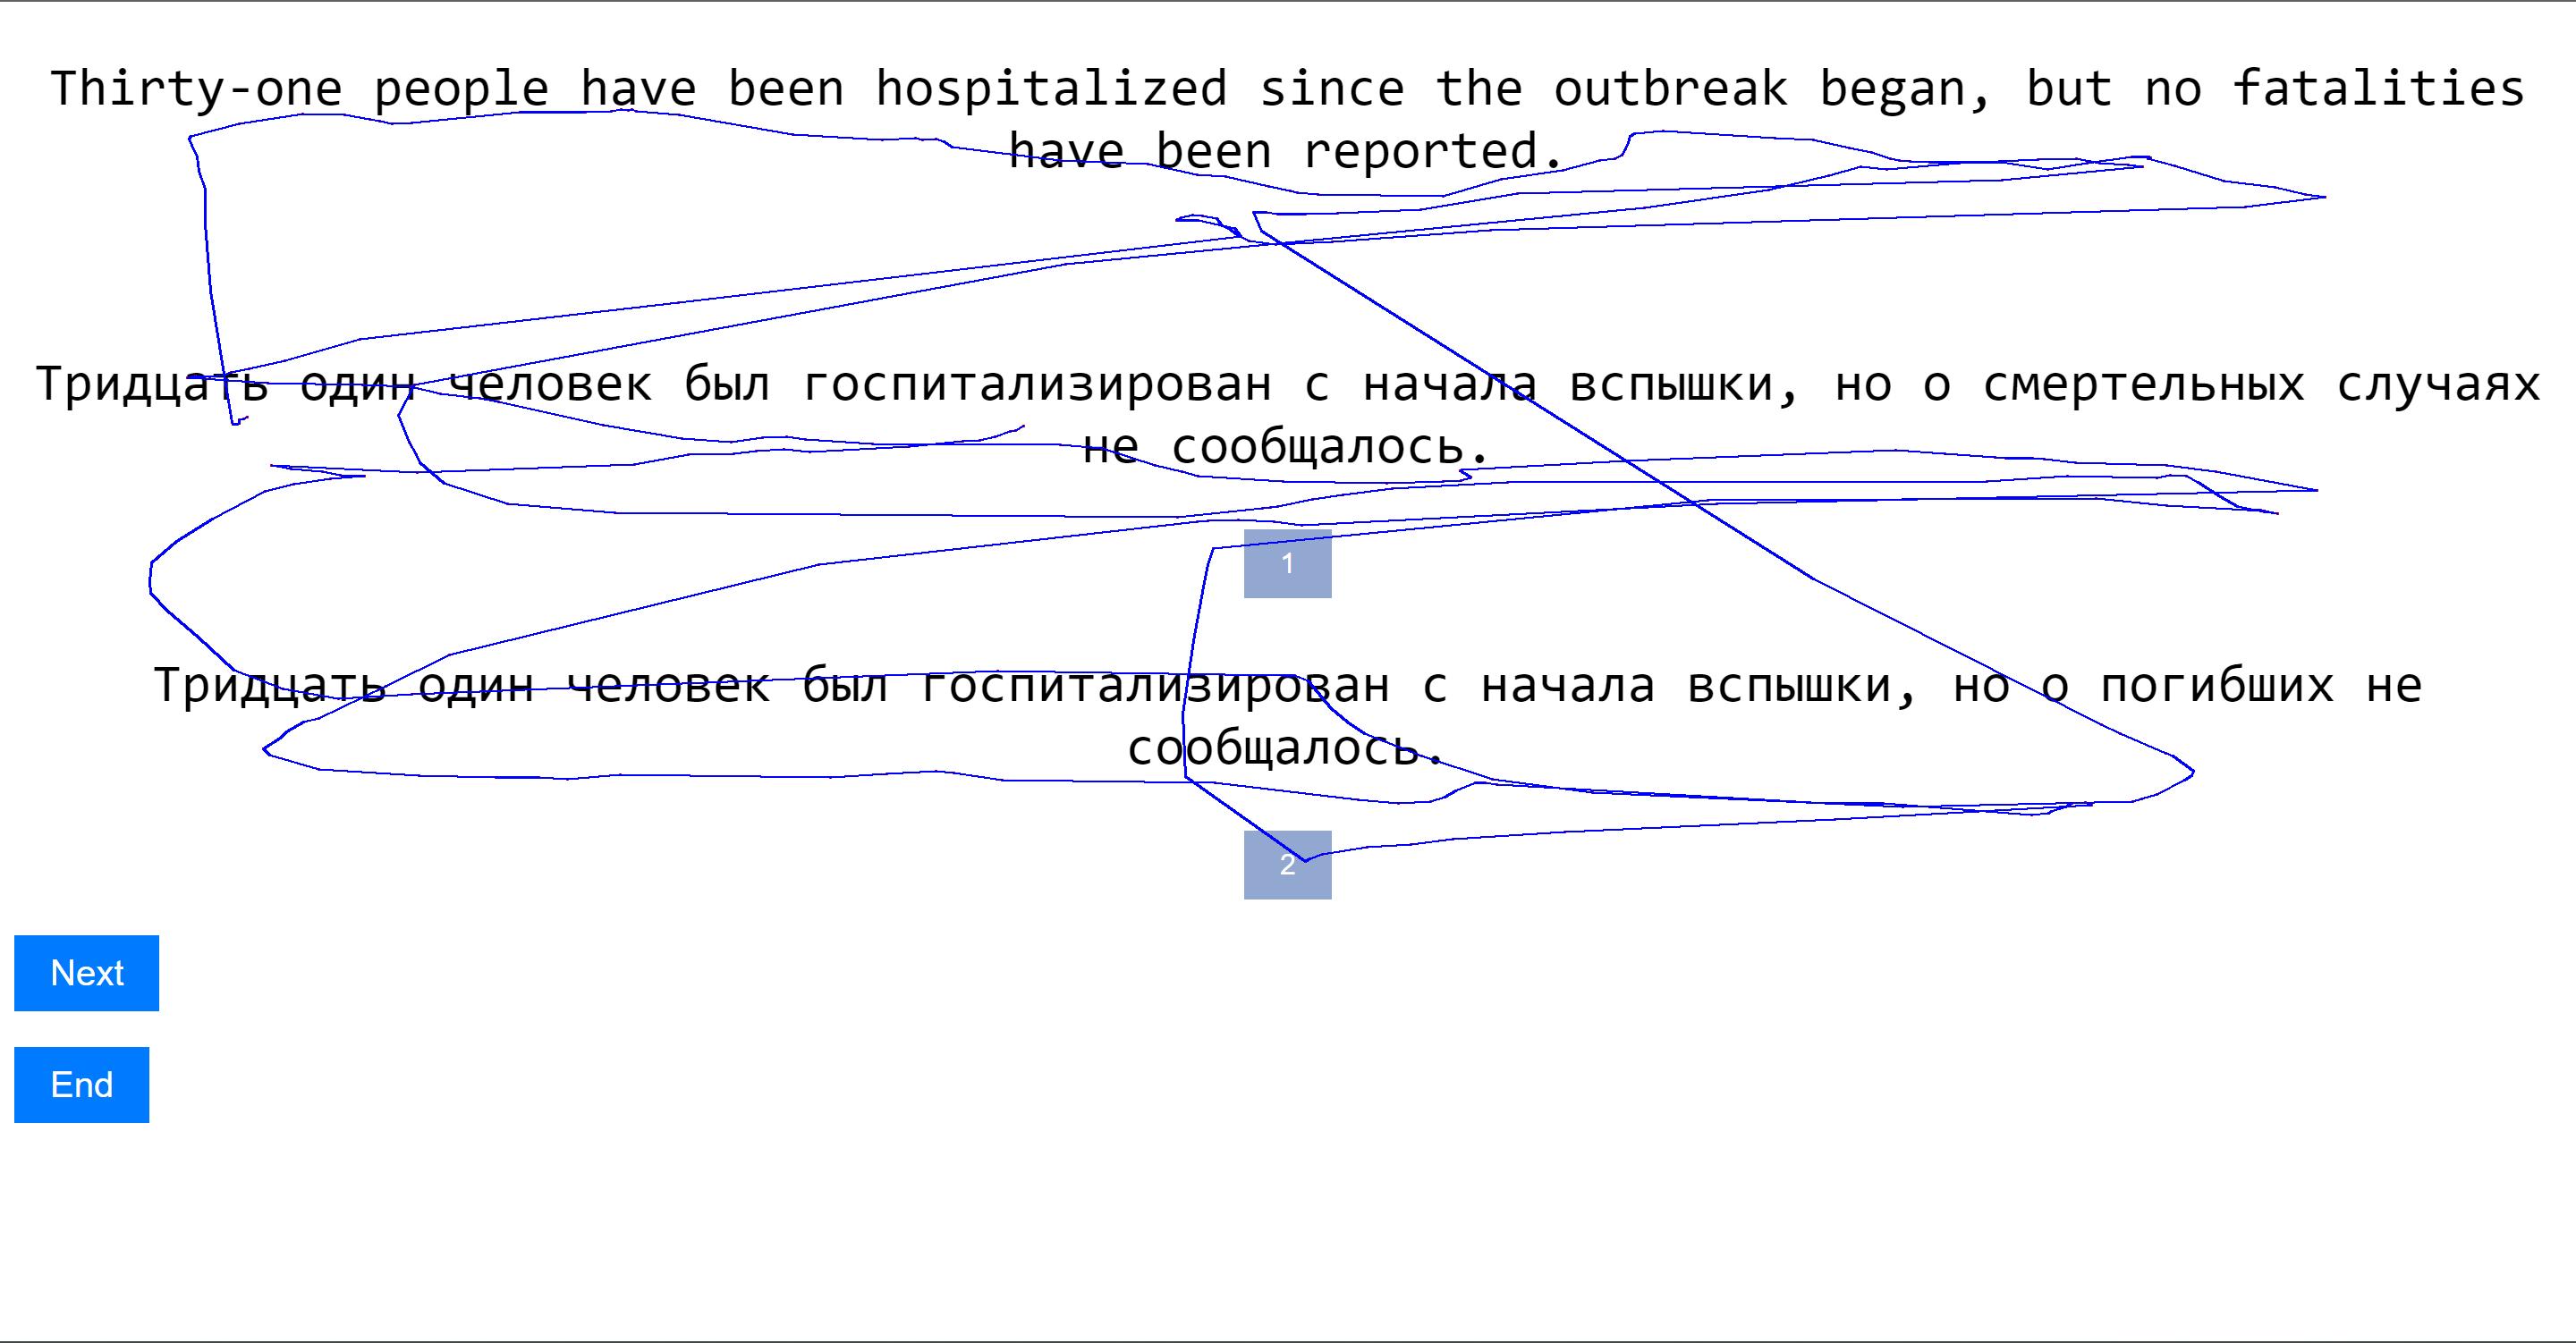 Thirty-one people have been hospitalized since the outbreak began, but no fatalities
have been reported.
Тридцать один человек был госпитализирован с начала вспышки, но о смертельных случаях
не сообщалось.
1
Тридцать один человек был госпитализирован с начала вспышки, но о погибших не
сообщалось.
2
Next
End